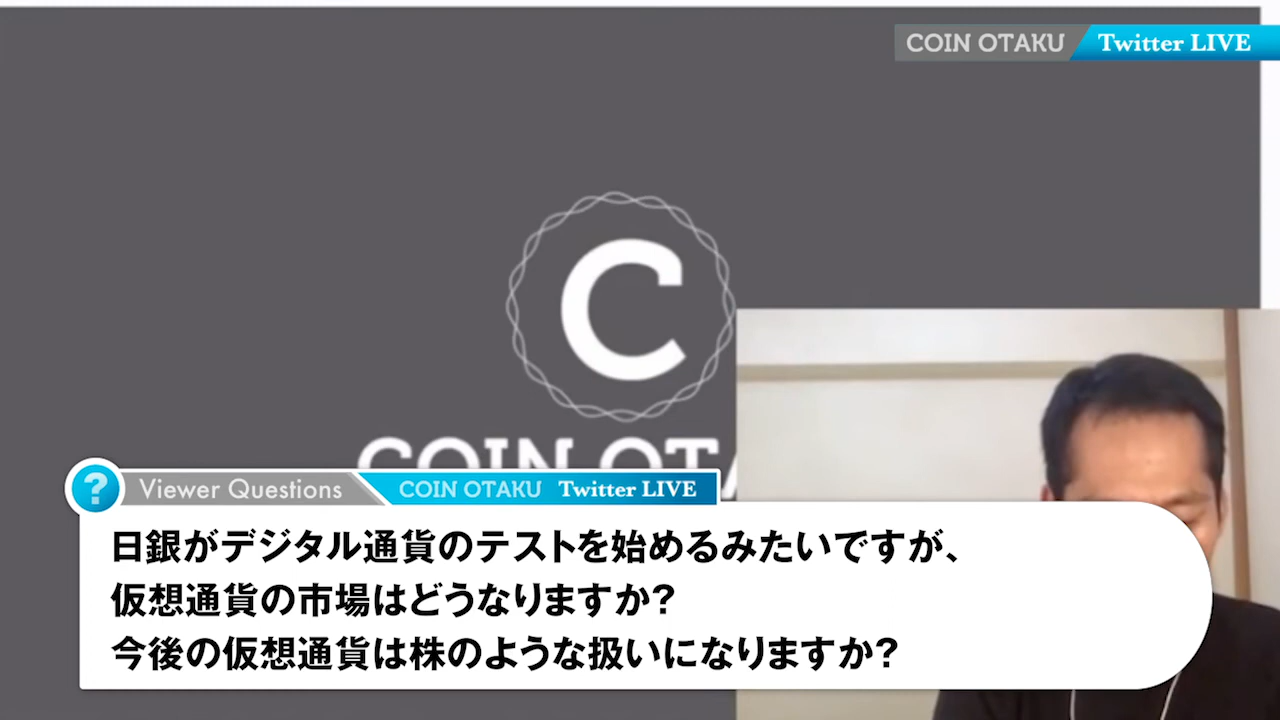 COIN OTAKU Twitter LIVE
C
COIN OTA
? Viewer Questions COIN OTAKU Twitter LIVE
日銀がデジタル通貨のテストを始めるみたいですが、
仮想通貨の市場はどうなりますか?
今後の仮想通貨は株のような扱いになりますか?